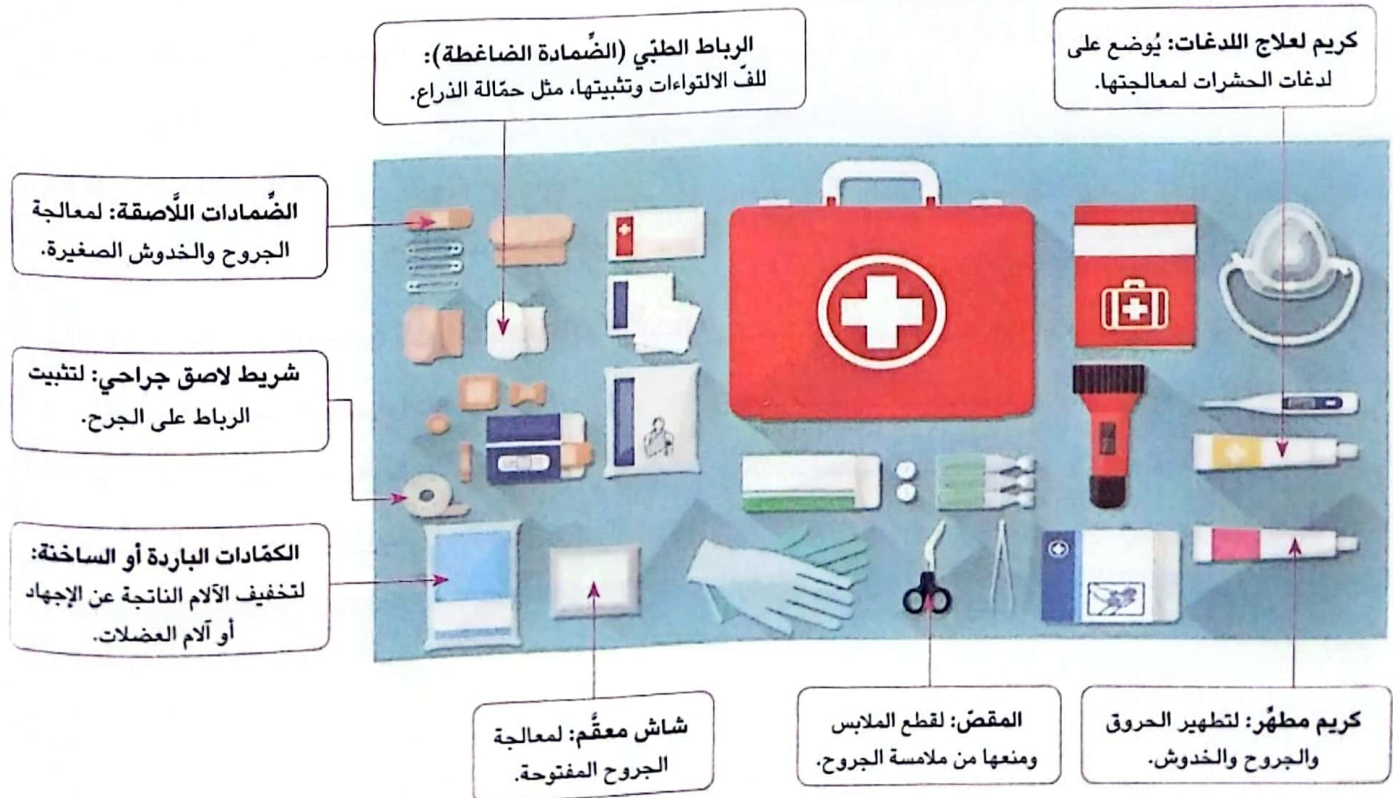 كريم لعلاج اللدغات: يُوضع على
لدغات الحشرات لمعالجتها.
الرباط الطبّي (الضِّمادة الضاغطة):
للفّ الالتواءات وتثبيتها، مثل حمّالة الذراع.
الضِّمادات اللَّاصقة: لمعالجة
الجروح والخدوش الصغيرة.
شريط لاصق جراحي: لتثبيت
الرباط على الجرح.
الكمّادات الباردة أو الساخنة:
لتخفيف الآلام الناتجة عن الإجهاد
أو آلام العضلات.
كريم مطهِّر: لتطهير الحروق
والجروح والخدوش.
المقصّ: لقطع الملابس
ومنعها من ملامسة الجروح.
شاش معقَّم: لمعالجة
الجروح المفتوحة.